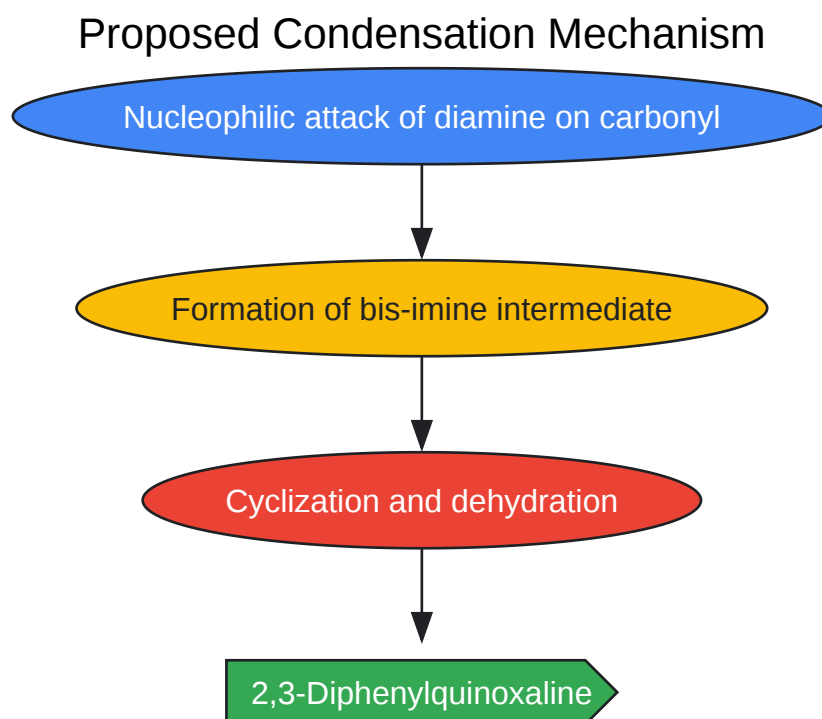 Proposed Condensation Mechanism
Nucleophilic attack of diamine on carbonyl
Formation of bis-imine intermediate
Cyclization and dehydration
2,3-Diphenylquinoxaline